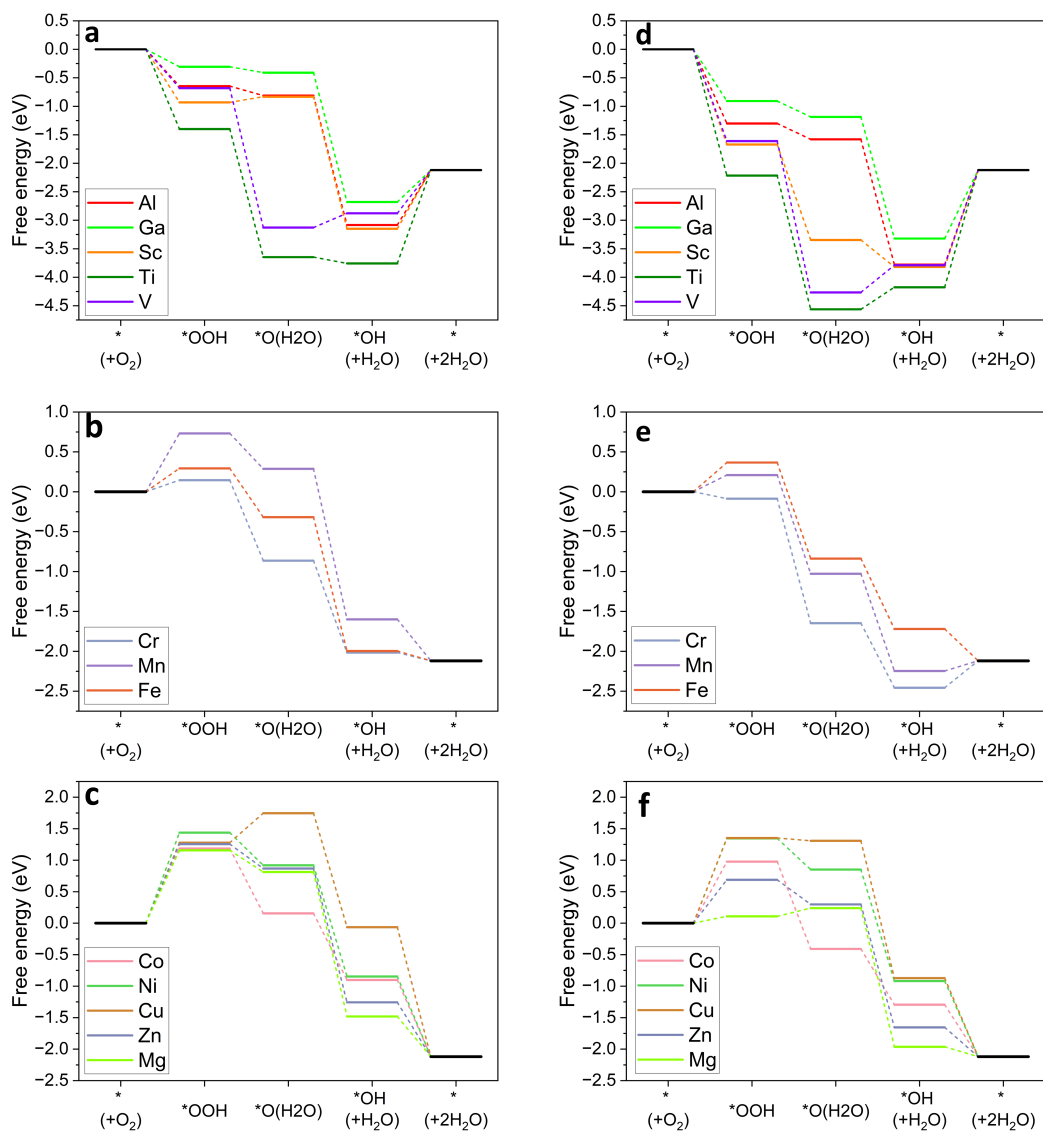 a
Free energy (eV)
0.5
0.0
−0.5
−1.0
−1.5
−2.0
−2.5
−3.0
−3.5
−4.0
−4.5
Al
Ga
Sc
Ti
V
* *OOH *O(H2O) *OH *
(+O₂) (+H₂O) (+2H₂O)
d
Free energy (eV)
0.5
0.0
−0.5
−1.0
−1.5
−2.0
−2.5
−3.0
−3.5
−4.0
−4.5
Al
Ga
Sc
Ti
V
* *OOH *O(H2O) *OH *
(+O₂) (+H₂O) (+2H₂O)
b
Free energy (eV)
1.0
0.5
0.0
−0.5
−1.0
−1.5
−2.0
−2.5
Cr
Mn
Fe
* *OOH *O(H2O) *OH *
(+O₂) (+H₂O) (+2H₂O)
e
Free energy (eV)
1.0
0.5
0.0
−0.5
−1.0
−1.5
−2.0
−2.5
Cr
Mn
Fe
* *OOH *O(H2O) *OH *
(+O₂) (+H₂O) (+2H₂O)
c
Free energy (eV)
2.0
1.5
1.0
0.5
0.0
−0.5
−1.0
−1.5
−2.0
−2.5
Co
Ni
Cu
Zn
Mg
* *OOH *O(H2O) *OH *
(+O₂) (+H₂O) (+2H₂O)
f
Free energy (eV)
2.0
1.5
1.0
0.5
0.0
−0.5
−1.0
−1.5
−2.0
−2.5
Co
Ni
Cu
Zn
Mg
* *OOH *O(H2O) *OH *
(+O₂) (+H₂O) (+2H₂O)